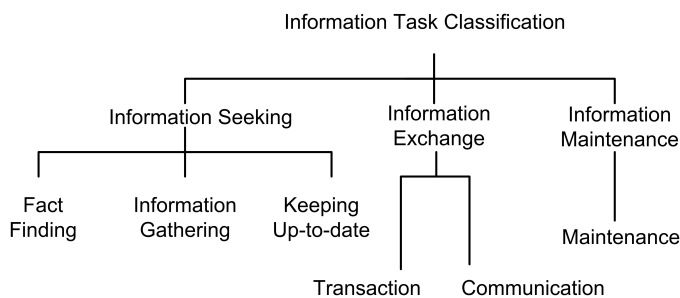 Information Task Classification
Information Seeking
Information
Exchange
Information
Maintenance
Fact
Finding
Information
Gathering
Keeping
Up-to-date
Transaction
Communication
Maintenance